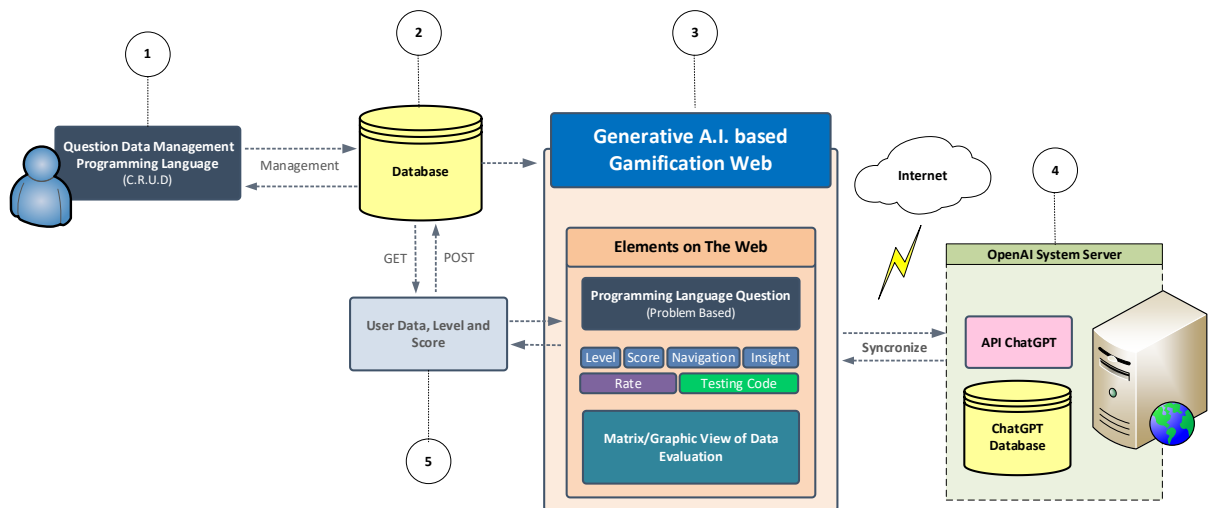 1
2
3
Question Data Management
Programming Language
(C.R.U.D)
Management
Database
Generative A.I. based
Gamification Web
Internet
4
GET
POST
Elements on The Web
OpenAI System Server
Programming Language Question
(Problem Based)
User Data, Level and
Score
Syncronize
API ChatGPT
Level
Score
Navigation
Insight
Rate
Testing Code
ChatGPT
Database
Matrix/Graphic View of Data
Evaluation
5